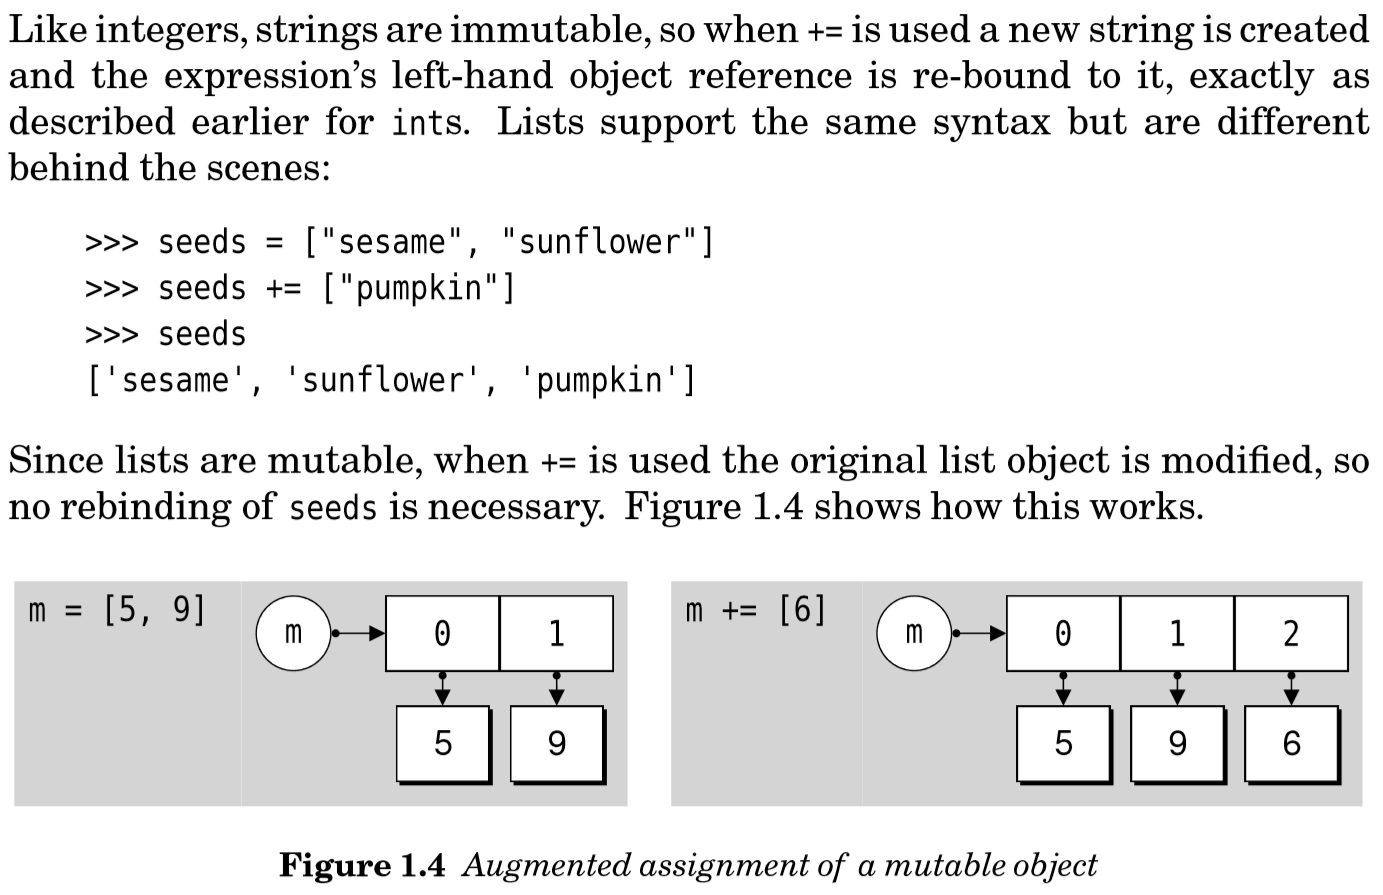 Like integers, strings are immutable, so when += is used a new string is created
and the expression’s left-hand object reference is re-bound to it, exactly as
described earlier for ints. Lists support the same syntax but are different
behind the scenes:
>>> seeds = ["sesame", "sunflower"]
>>> seeds += ["pumpkin"]
>>> seeds
['sesame', 'sunflower', 'pumpkin']
Since lists are mutable, when += is used the original list object is modified, so
no rebinding of seeds is necessary. Figure 1.4 shows how this works.
m = [5, 9]
m
0 1
5 9
m += [6]
m
0 1 2
5 9 6
Figure 1.4 Augmented assignment of a mutable object